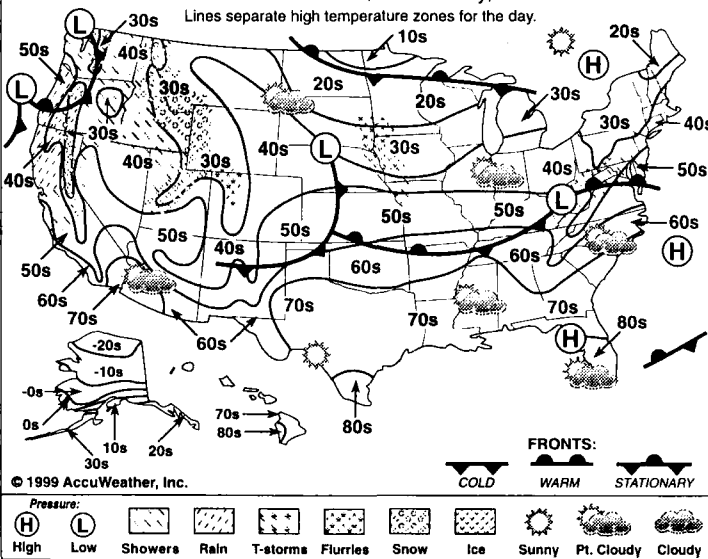 Lines separate high temperature zones for the day.
L
30s
10s
20s
50s
40s
H
L
30s
20s
20s
30s
30s
40s
30s
40s
30s
40s
L
30s
40s
50s
40s
L
50s
50s
50s
50s
40s
60s
60s
60s
H
50s
60s
70s
60s
70s
70s
70s
H
80s
80s
-20s
-10s
-0s
0s
10s
20s
30s
70s
80s
FRONTS:
COLD WARM STATIONARY
© 1999 AccuWeather, Inc.
Pressure:
H L
High Low Showers Rain T-storms Flurries Snow Ice Sunny Pt. Cloudy Cloudy